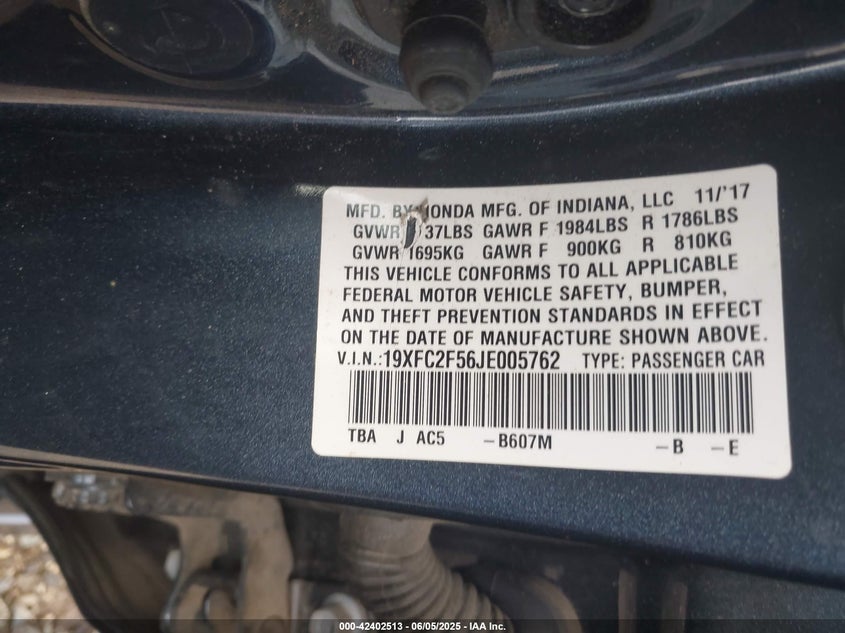 MFD. BY HONDA MFG. OF INDIANA, LLC 11/'17
GVWR 37LBS GAWR F 1984LBS R 1786LBS
GVWR 1695KG GAWR F 900KG R 810KG
THIS VEHICLE CONFORMS TO ALL APPLICABLE
FEDERAL MOTOR VEHICLE SAFETY, BUMPER,
AND THEFT PREVENTION STANDARDS IN EFFECT
ON THE DATE OF MANUFACTURE SHOWN ABOVE.
V.I.N.:19XFC2F56JE005762 TYPE: PASSENGER CAR
TBA J AC5 –B607M –B –E
000-42402513 - 06/05/2025 - IAA Inc.